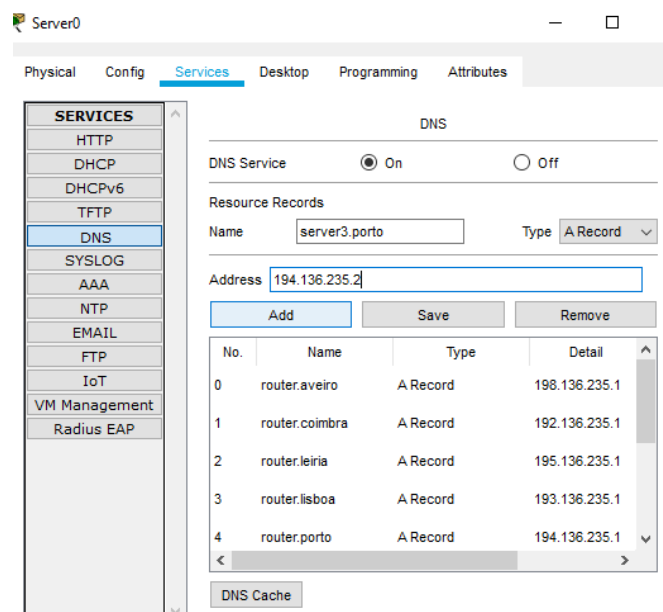 Server0
Physical Config Services Desktop Programming Attributes
SERVICES
HTTP
DHCP
DHCPv6
TFTP
DNS
SYSLOG
AAA
NTP
EMAIL
FTP
IoT
VM Management
Radius EAP
DNS
DNS Service On Off
Resource Records
Name server3.porto Type A Record
Address 194.136.235.2
Add Save Remove
No. Name Type Detail
0 router.aveiro A Record 198.136.235.1
1 router.coimbra A Record 192.136.235.1
2 router.leiria A Record 195.136.235.1
3 router.lisboa A Record 193.136.235.1
4 router.porto A Record 194.136.235.1
DNS Cache